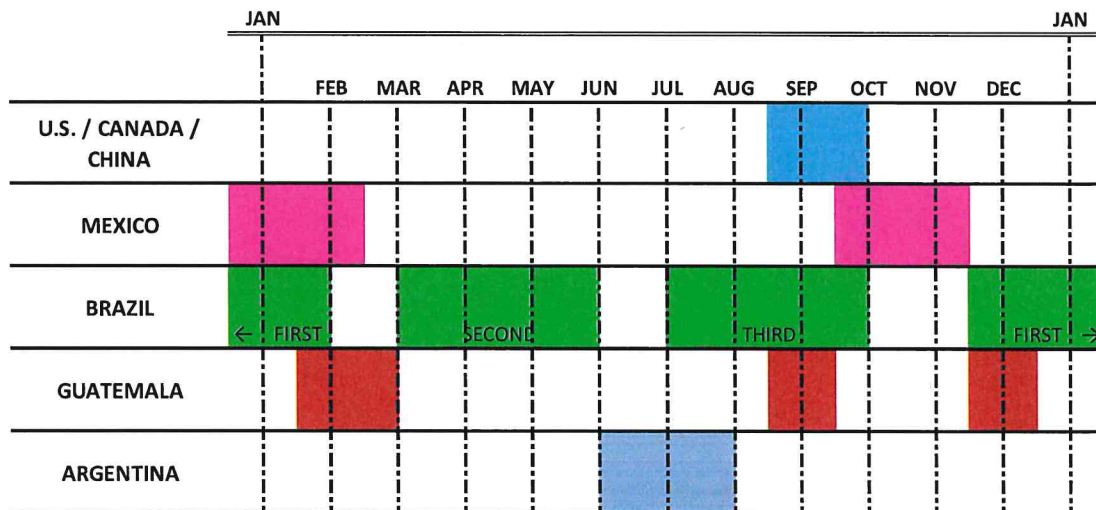 JAN JAN
FEB MAR APR MAY JUN JUL AUG SEP OCT NOV DEC
U.S. / CANADA /
CHINA
MEXICO
BRAZIL
← FIRST SECOND THIRD FIRST →
GUATEMALA
ARGENTINA